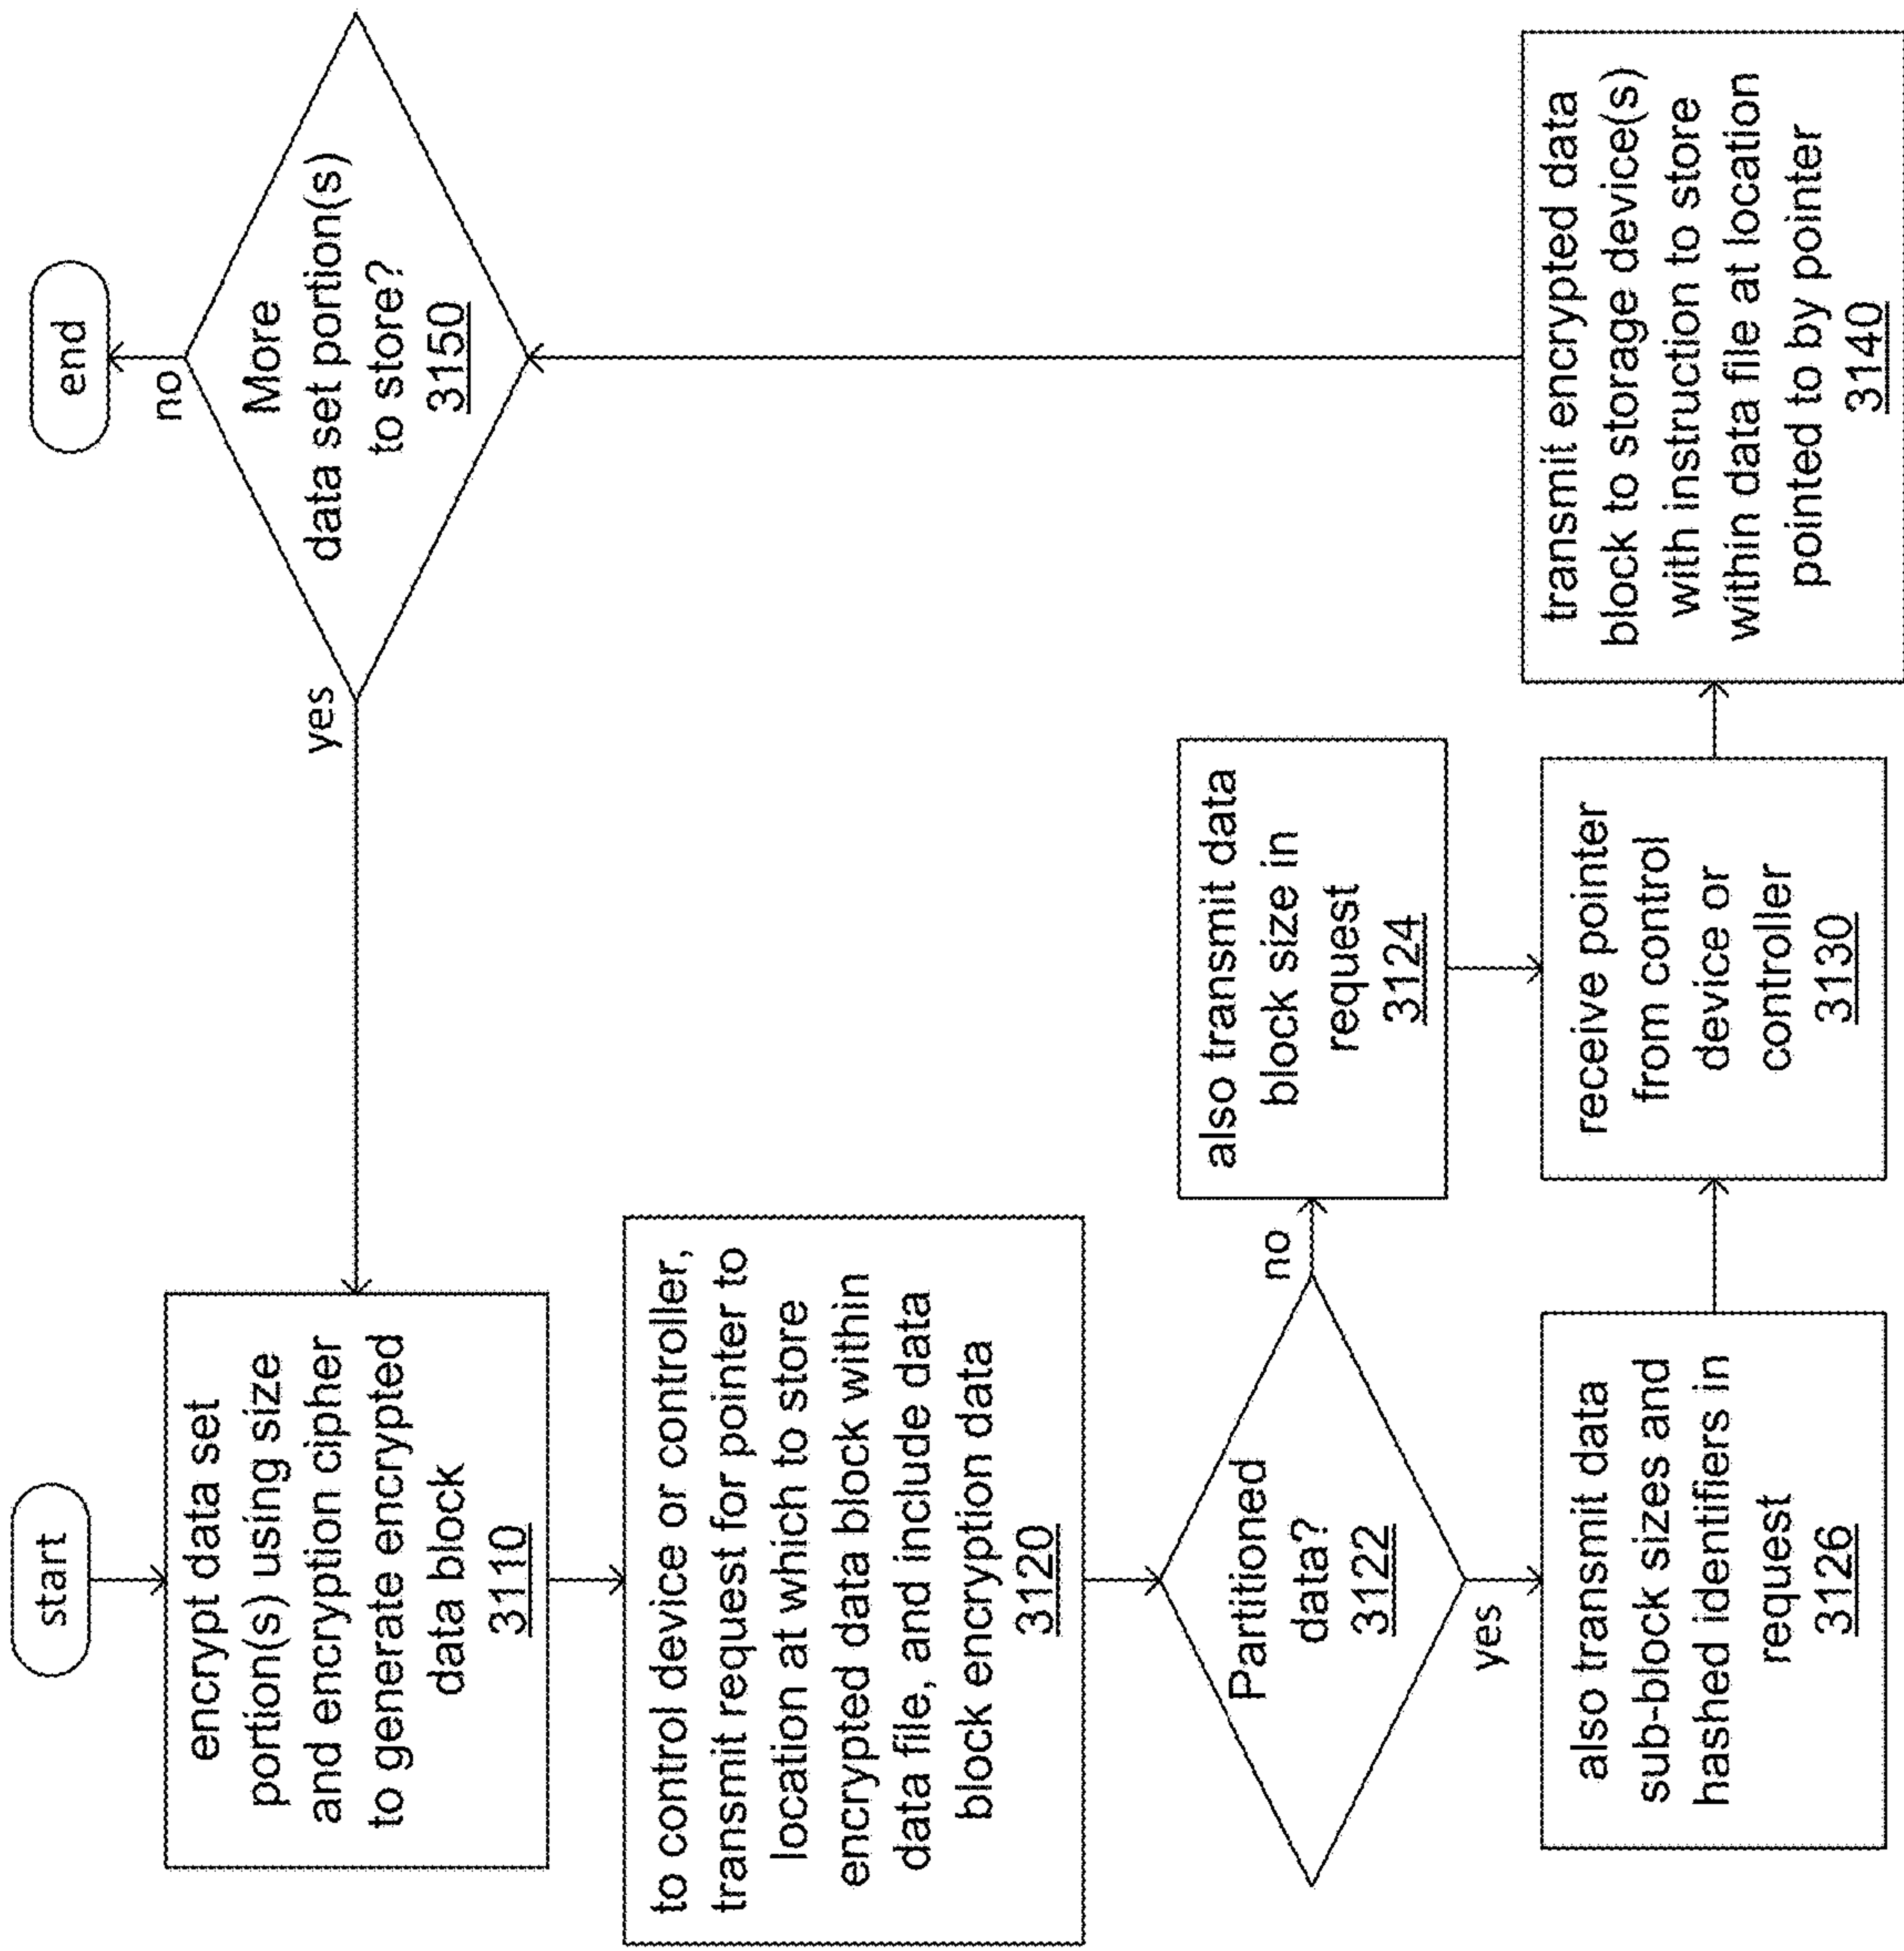 start
encrypt data set
portion(s) using size
and encryption cipher
to generate encrypted
data block
3110
to control device or controller,
transmit request for pointer to
location at which to store
encrypted data block within
data file, and include data
block encryption data
3120
Partitioned
data?
3122
no
yes
also transmit data
block size in
request
3124
also transmit data
sub-block sizes and
hashed identifiers in
request
3126
receive pointer
from control
device or
controller
3130
transmit encrypted data
block to storage device(s)
with instruction to store
within data file at location
pointed to by pointer
3140
More
data set portion(s)
to store?
3150
yes
no
end